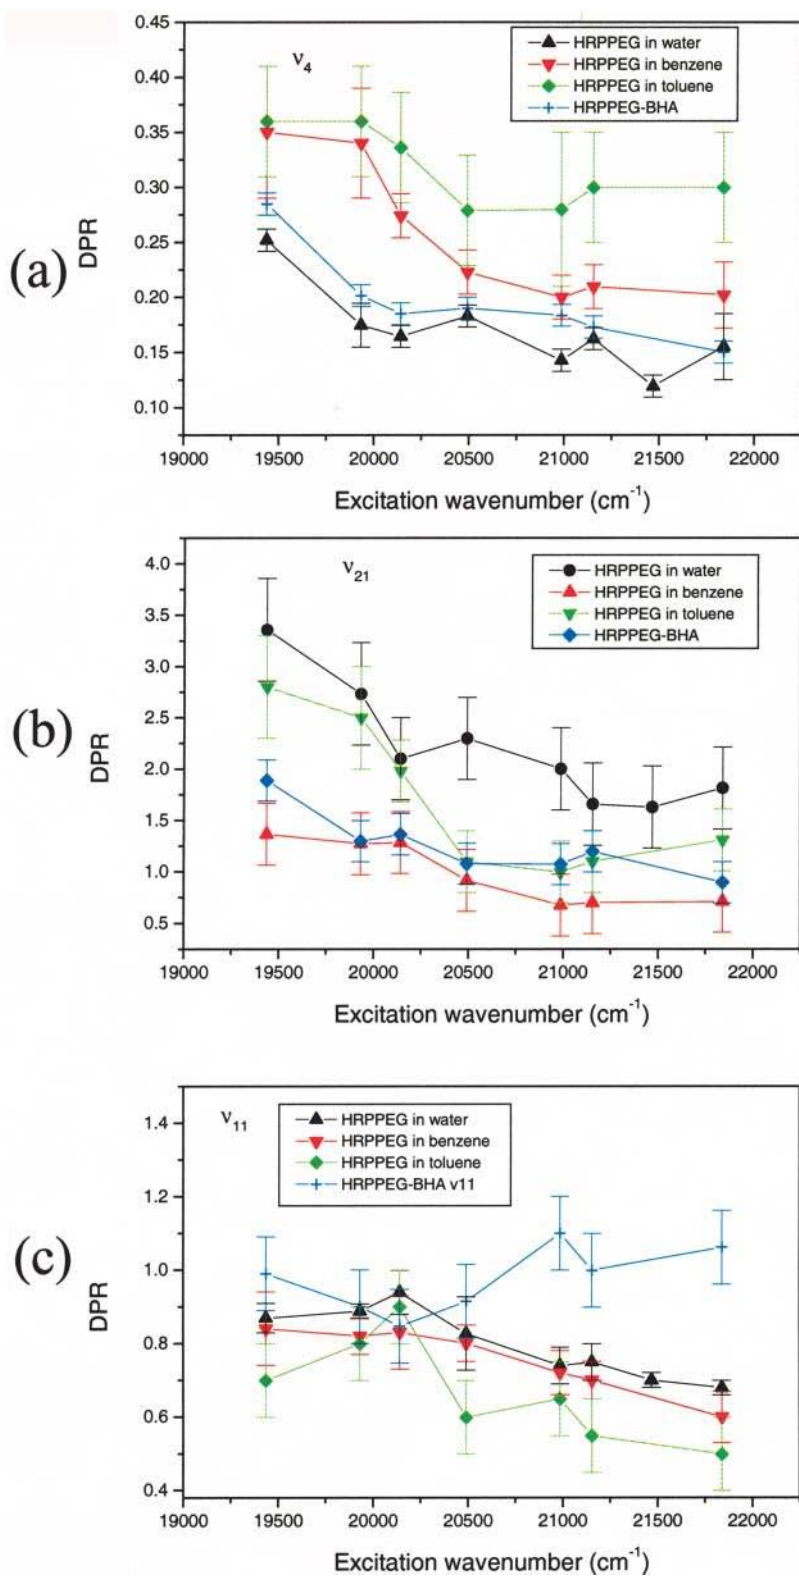 ν4
HRPPEG in water
HRPPEG in benzene
HRPPEG in toluene
HRPPEG-BHA
0.45
0.40
0.35
0.30
0.25
0.20
0.15
0.10
(a)
DPR
19000 19500 20000 20500 21000 21500 22000
Excitation wavenumber (cm-1)
ν21
HRPPEG in water
HRPPEG in benzene
HRPPEG in toluene
HRPPEG-BHA
4.0
3.5
3.0
2.5
2.0
1.5
1.0
0.5
(b)
DPR
19000 19500 20000 20500 21000 21500 22000
Excitation wavenumber (cm-1)
ν11
HRPPEG in water
HRPPEG in benzene
HRPPEG in toluene
HRPPEG-BHA v11
1.4
1.2
1.0
0.8
0.6
0.4
(c)
DPR
19000 19500 20000 20500 21000 21500 22000
Excitation wavenumber (cm-1)